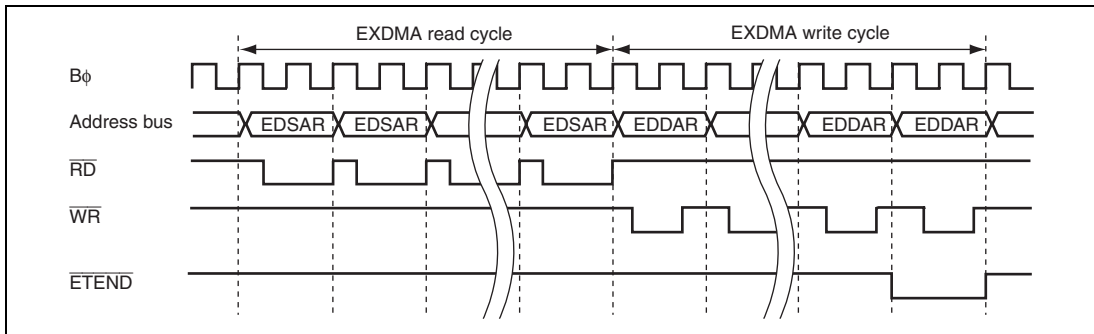 EXDMA read cycle EXDMA write cycle
Bϕ
Address bus EDSAR EDSAR EDSAR EDDAR EDDAR EDDAR
RD
WR
ETEND